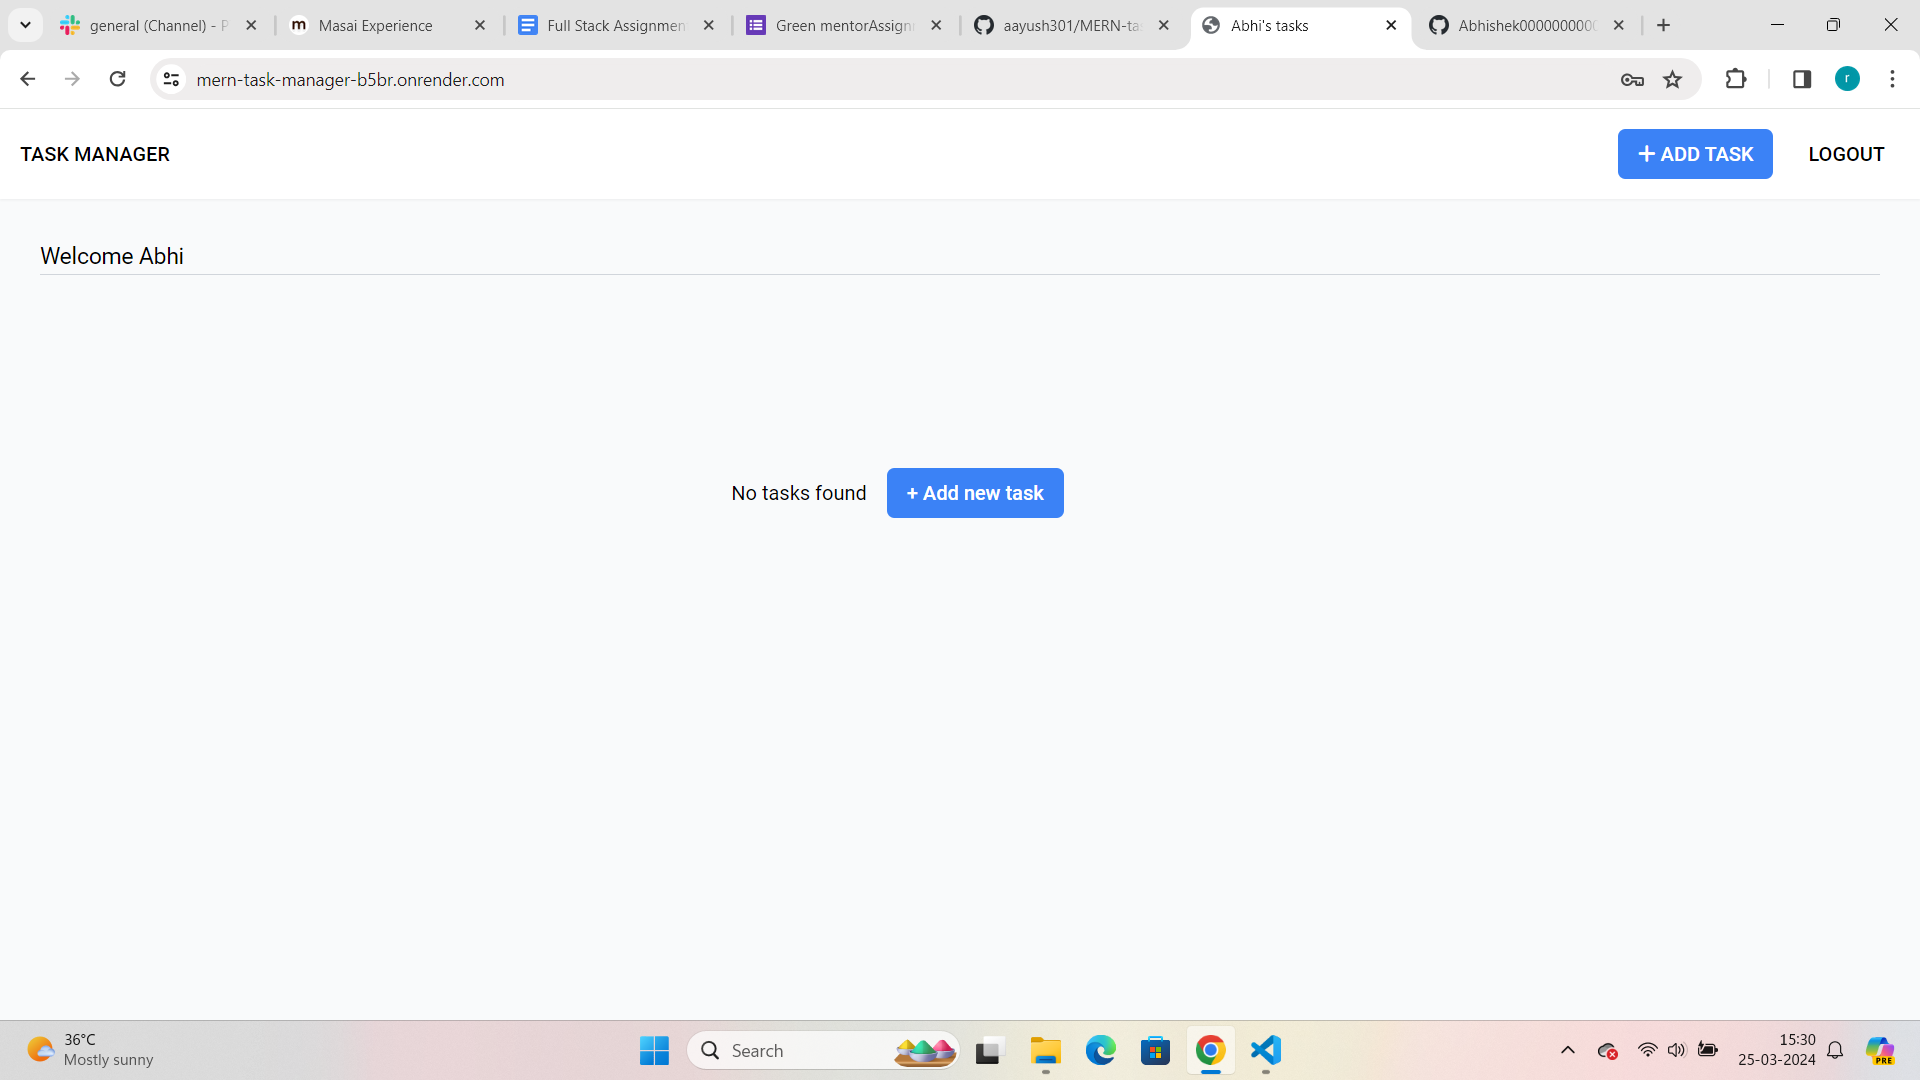 general (Channel) - P
Masai Experience
Full Stack Assignmen
Green mentorAssign
aayush301/MERN-ta
Abhi's tasks
Abhishek000000000
mern-task-manager-b5br.onrender.com
r
TASK MANAGER
+ ADD TASK
LOGOUT
Welcome Abhi
No tasks found
+ Add new task
36°C
Mostly sunny
Search
15:30
25-03-2024
PRE